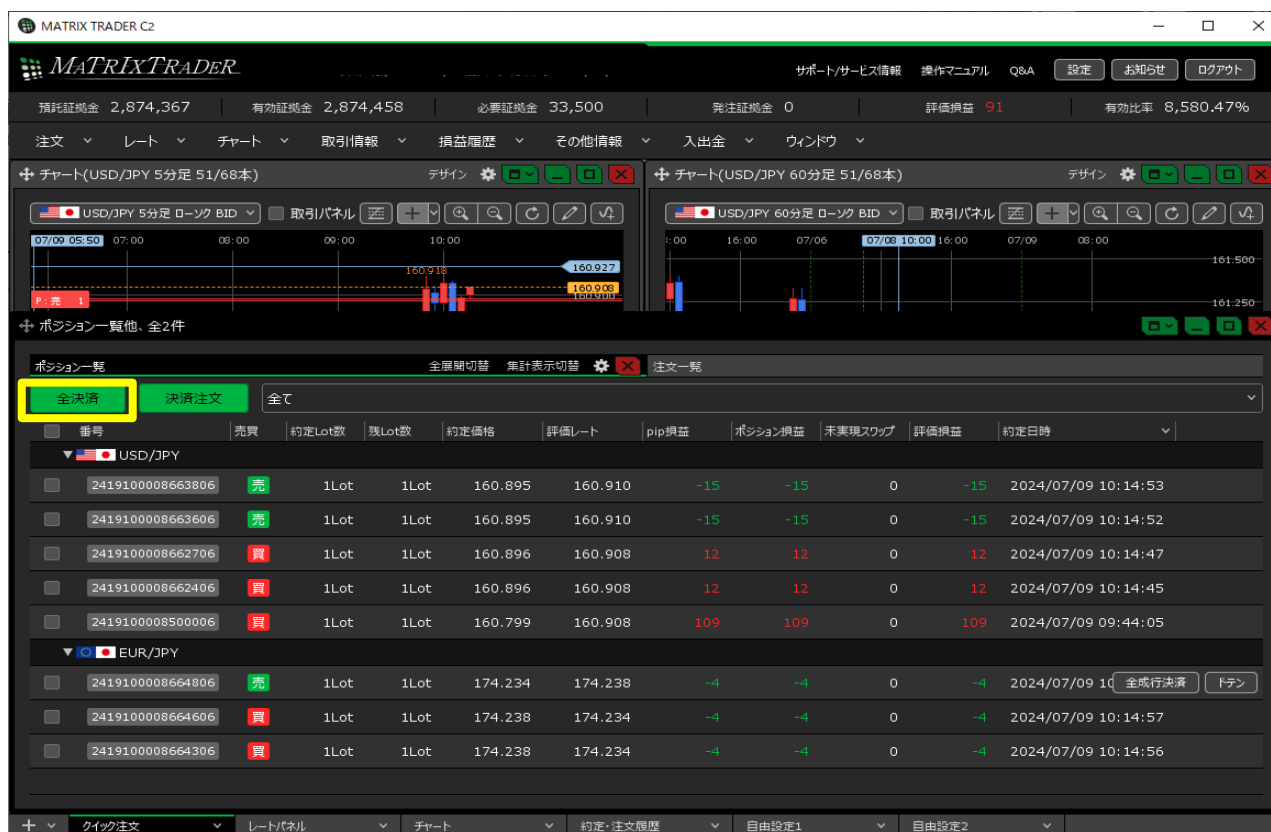 MATRIX TRADER C2
MATRIXTRADER サポート/サービス情報 操作マニュアル Q&A 設定 お知らせ ログアウト
預託証拠金 2,874,367 有効証拠金 2,874,458 必要証拠金 33,500 発注証拠金 0 評価損益 91 有効比率 8,580.47%
注文 レート チャート 取引情報 損益履歴 その他情報 入出金 ウィンドウ
チャート(USD/JPY 5分足 51/68本) デザイン チャート(USD/JPY 60分足 51/68本) デザイン
USD/JPY 5分足 ローソク BID 取引パネル USD/JPY 60分足 ローソク BID 取引パネル
07/09 05:50 07:00 08:00 09:00 10:00 :00 16:00 07/06 07/08 10:00 16:00 07/09 08:00
160.918 160.927 161.500
160.908
160.900
P:売 1 161.250
ポジション一覧他、全2件
ポジション一覧 全展開切替 集計表示切替 注文一覧
全決済 決済注文 全て
番号 売買 約定Lot数 残Lot数 約定価格 評価レート pip損益 ポジション損益 未実現スワップ 評価損益 約定日時
USD/JPY
2419100008663806 売 1Lot 1Lot 160.895 160.910 -15 -15 0 -15 2024/07/09 10:14:53
2419100008663606 売 1Lot 1Lot 160.895 160.910 -15 -15 0 -15 2024/07/09 10:14:52
2419100008662706 買 1Lot 1Lot 160.896 160.908 12 12 0 12 2024/07/09 10:14:47
2419100008662406 買 1Lot 1Lot 160.896 160.908 12 12 0 12 2024/07/09 10:14:45
2419100008500006 買 1Lot 1Lot 160.799 160.908 109 109 0 109 2024/07/09 09:44:05
EUR/JPY
2419100008664806 売 1Lot 1Lot 174.234 174.238 -4 -4 0 -4 2024/07/09 10 全成行決済 ドテン
2419100008664606 買 1Lot 1Lot 174.238 174.234 -4 -4 0 -4 2024/07/09 10:14:57
2419100008664306 買 1Lot 1Lot 174.238 174.234 -4 -4 0 -4 2024/07/09 10:14:56
クイック注文 レートパネル チャート 約定・注文履歴 自由設定1 自由設定2